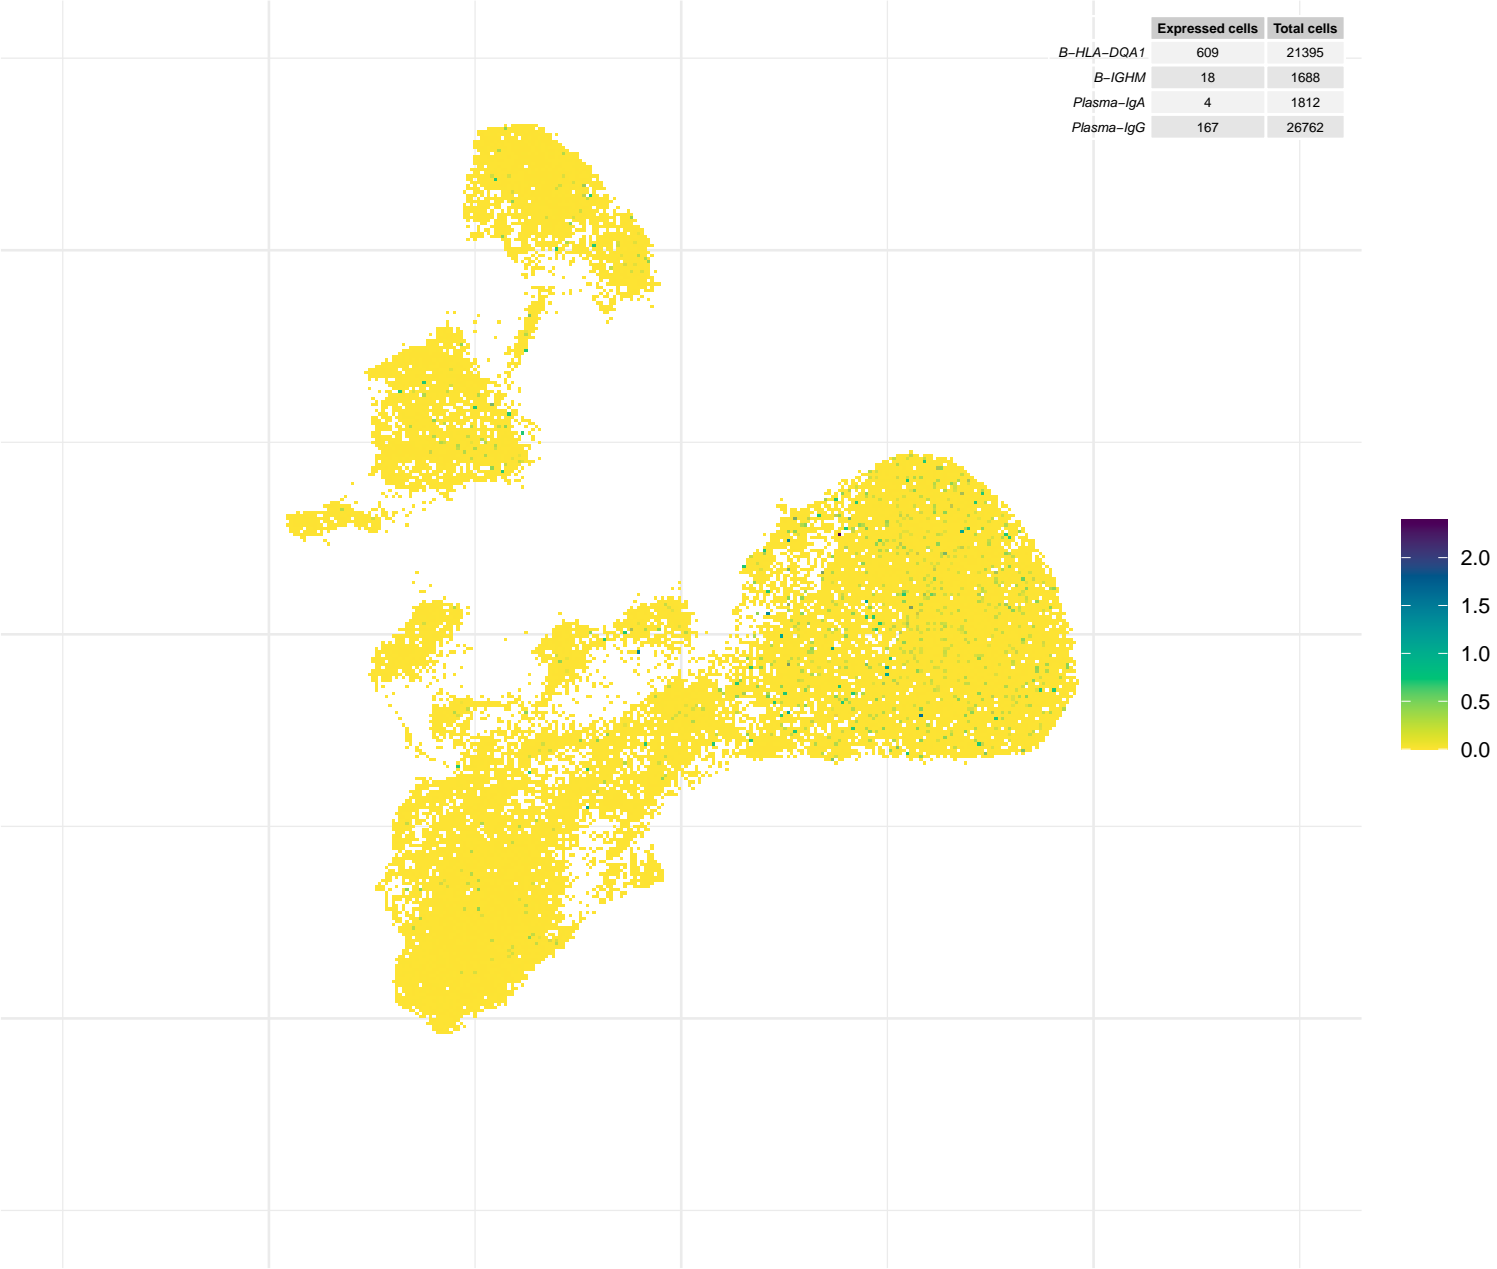 Expressed cells Total cells
B−HLA−DQA1 609 21395
B−IGHM 18 1688
Plasma−IgA 4 1812
Plasma−IgG 167 26762
2.0
1.5
1.0
0.5
0.0